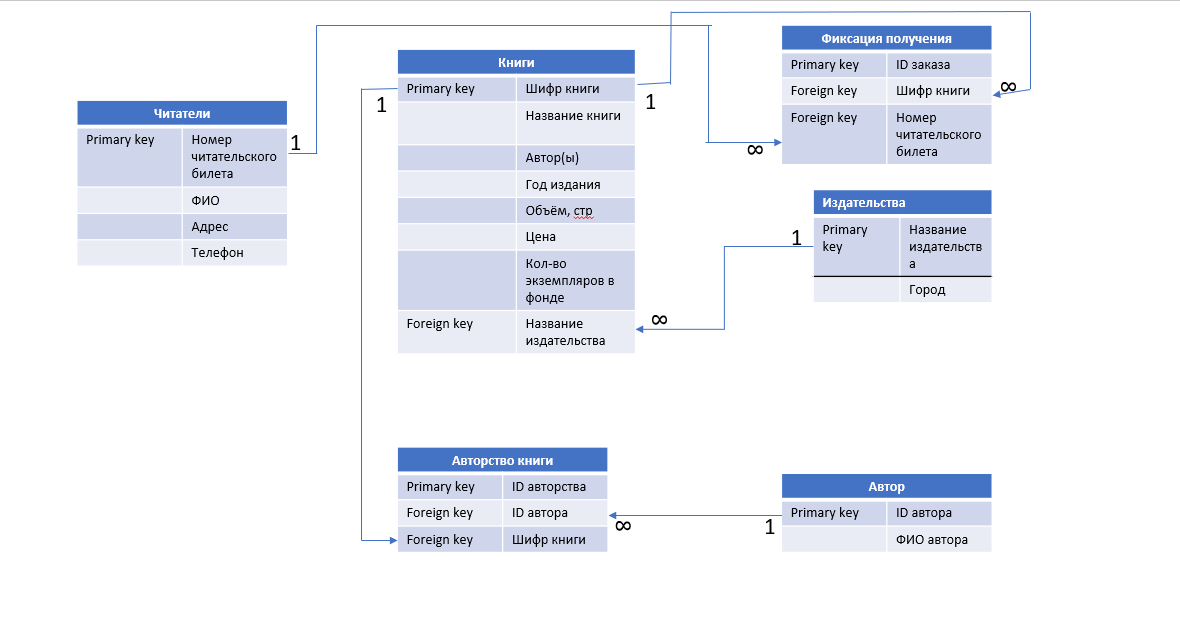 Читатели
Primary key
Номер
читательского
билета
ФИО
Адрес
Телефон
1
Книги
Primary key
Шифр книги
Название книги
Автор(ы)
Год издания
Объём, стр
Цена
Кол-во
экземпляров в
фонде
Foreign key
Название
издательства
1
1
∞
Фиксация получения
Primary key
ID заказа
Foreign key
Шифр книги
Foreign key
Номер
читательского
билета
∞
∞
Издательства
Primary
key
Название
издательств
а
Город
1
Авторство книги
Primary key
ID авторства
Foreign key
ID автора
Foreign key
Шифр книги
∞
1
Автор
Primary key
ID автора
ФИО автора